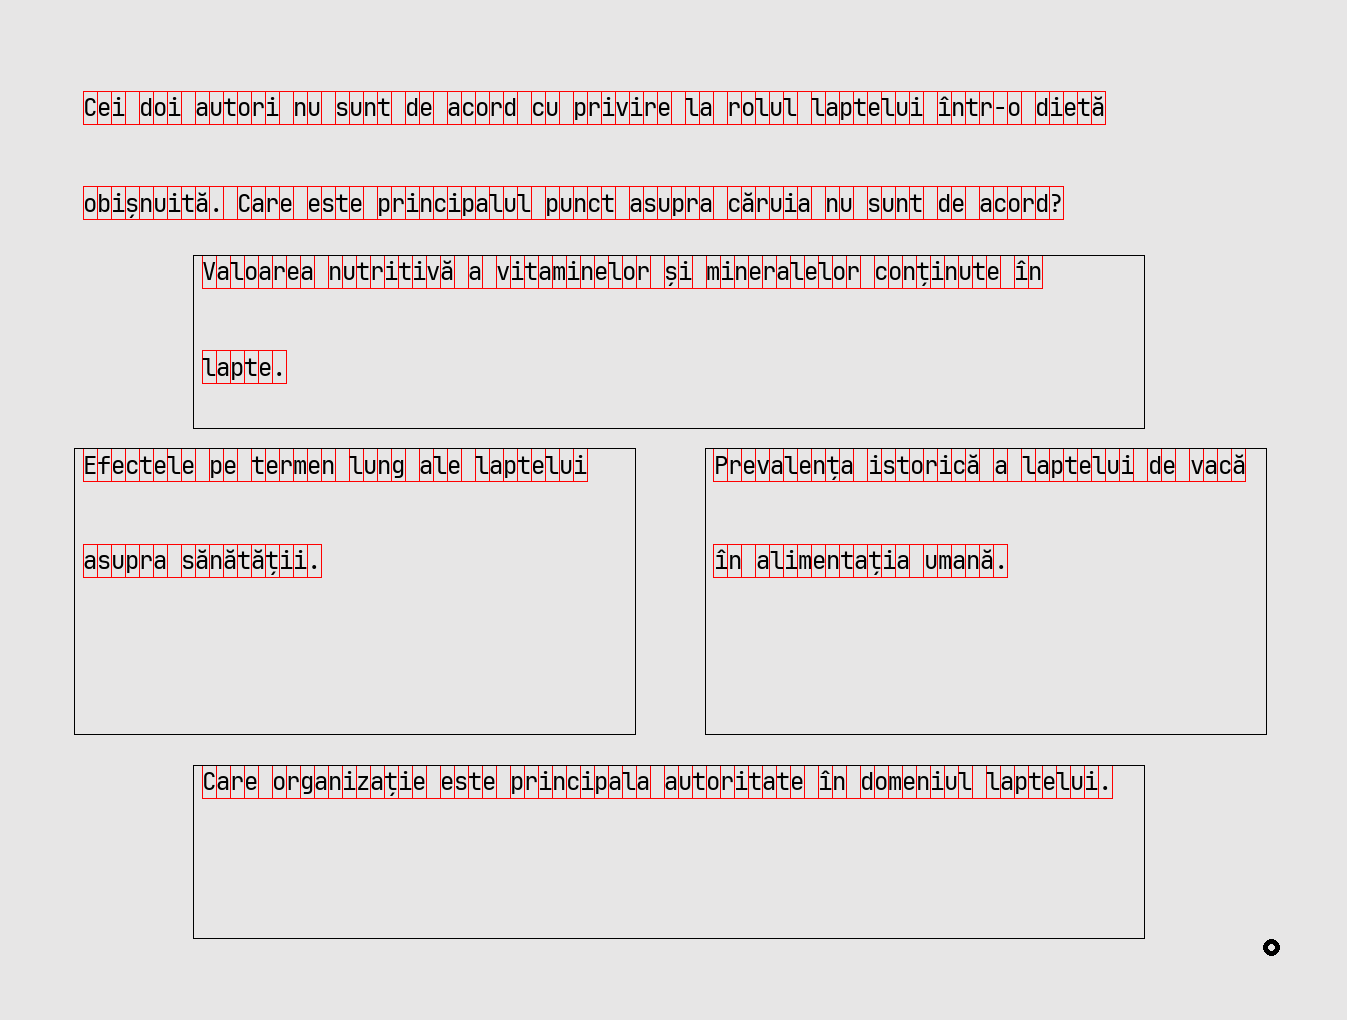 Cei doi autori nu sunt de acord cu privire la rolul laptelui într-o dietă
obișnuită. Care este principalul punct asupra căruia nu sunt de acord?
Valoarea nutritivă a vitaminelor și mineralelor conținute în
lapte.
Efectele pe termen lung ale laptelui
asupra sănătății.
Prevalența istorică a laptelui de vacă
în alimentația umană.
Care organizație este principala autoritate în domeniul laptelui.